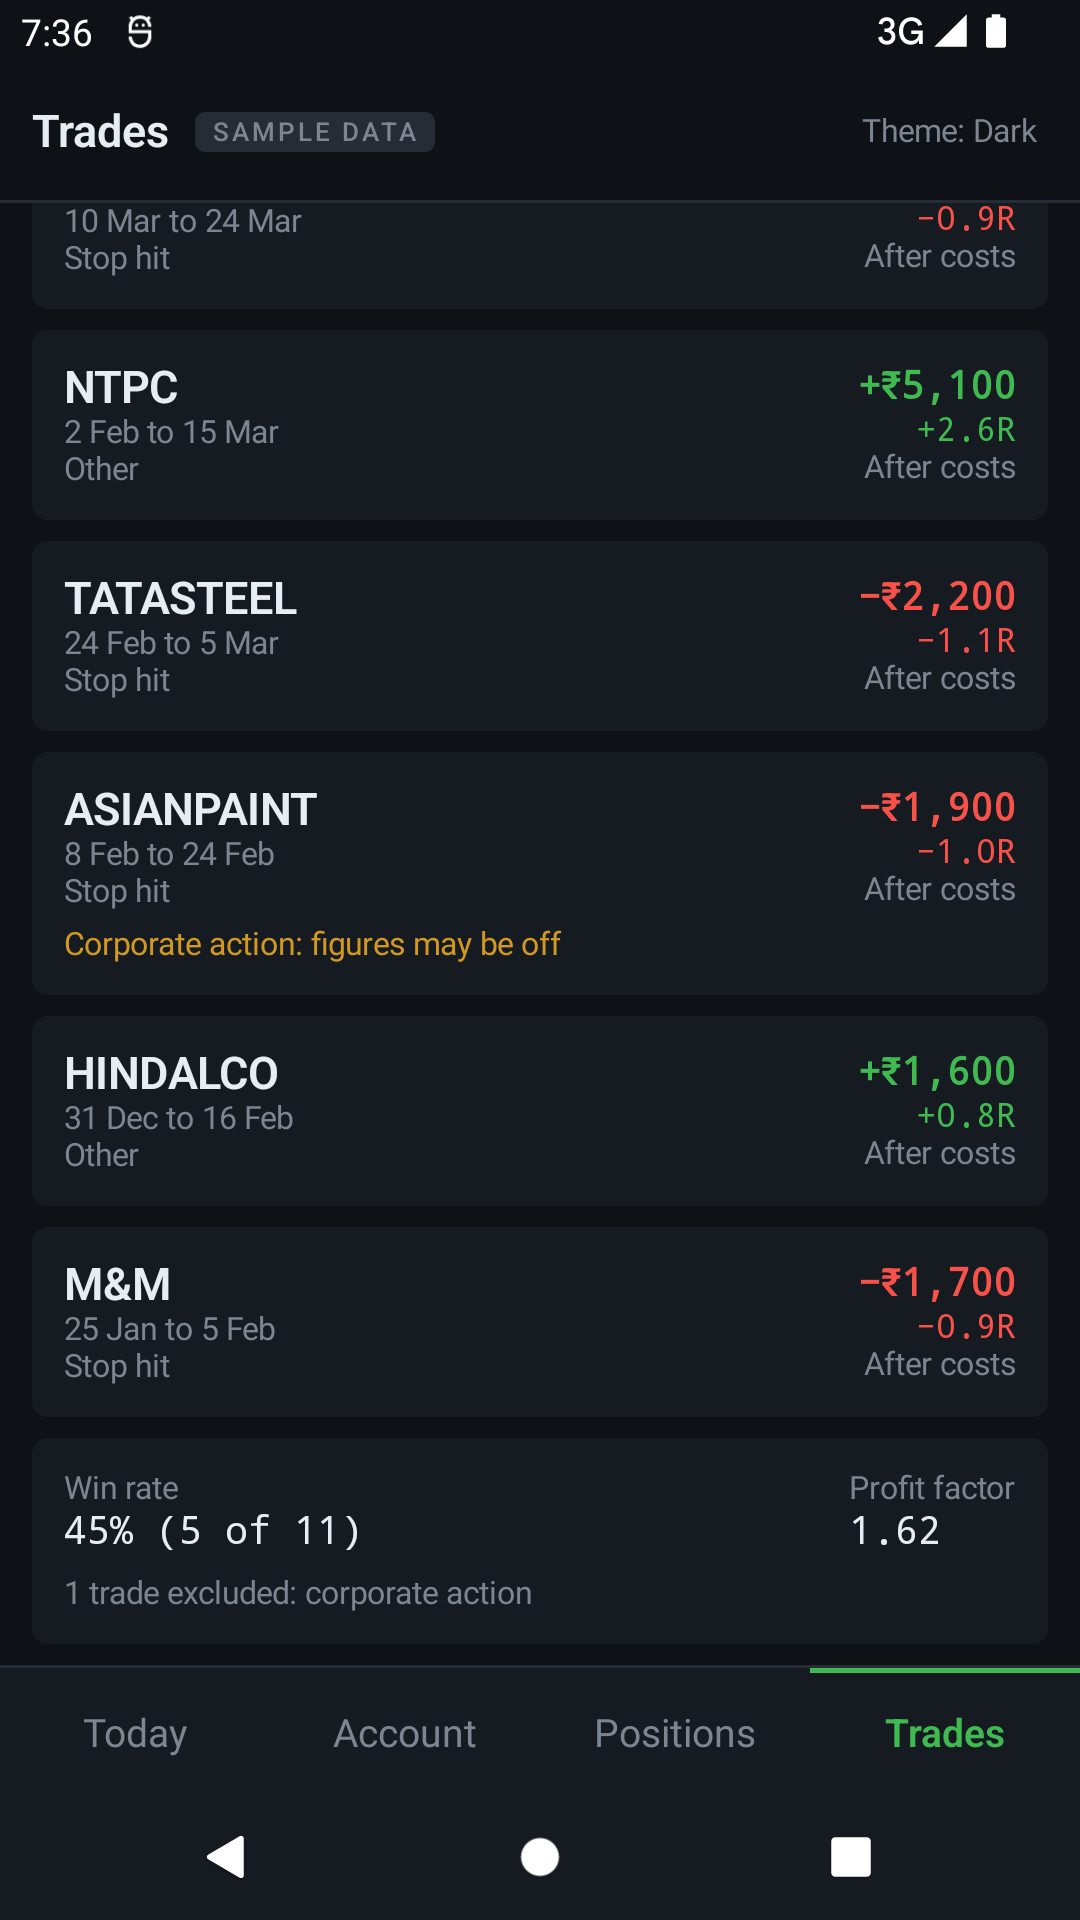 7:36
3G
Trades
SAMPLE DATA
Theme: Dark
10 Mar to 24 Mar
−0.9R
Stop hit
After costs
NTPC
+₹5,100
2 Feb to 15 Mar
+2.6R
Other
After costs
TATASTEEL
−₹2,200
24 Feb to 5 Mar
−1.1R
Stop hit
After costs
ASIANPAINT
−₹1,900
8 Feb to 24 Feb
−1.0R
Stop hit
After costs
Corporate action: figures may be off
HINDALCO
+₹1,600
31 Dec to 16 Feb
+0.8R
Other
After costs
M&M
−₹1,700
25 Jan to 5 Feb
−0.9R
Stop hit
After costs
Win rate
Profit factor
45% (5 of 11)
1.62
1 trade excluded: corporate action
Today
Account
Positions
Trades